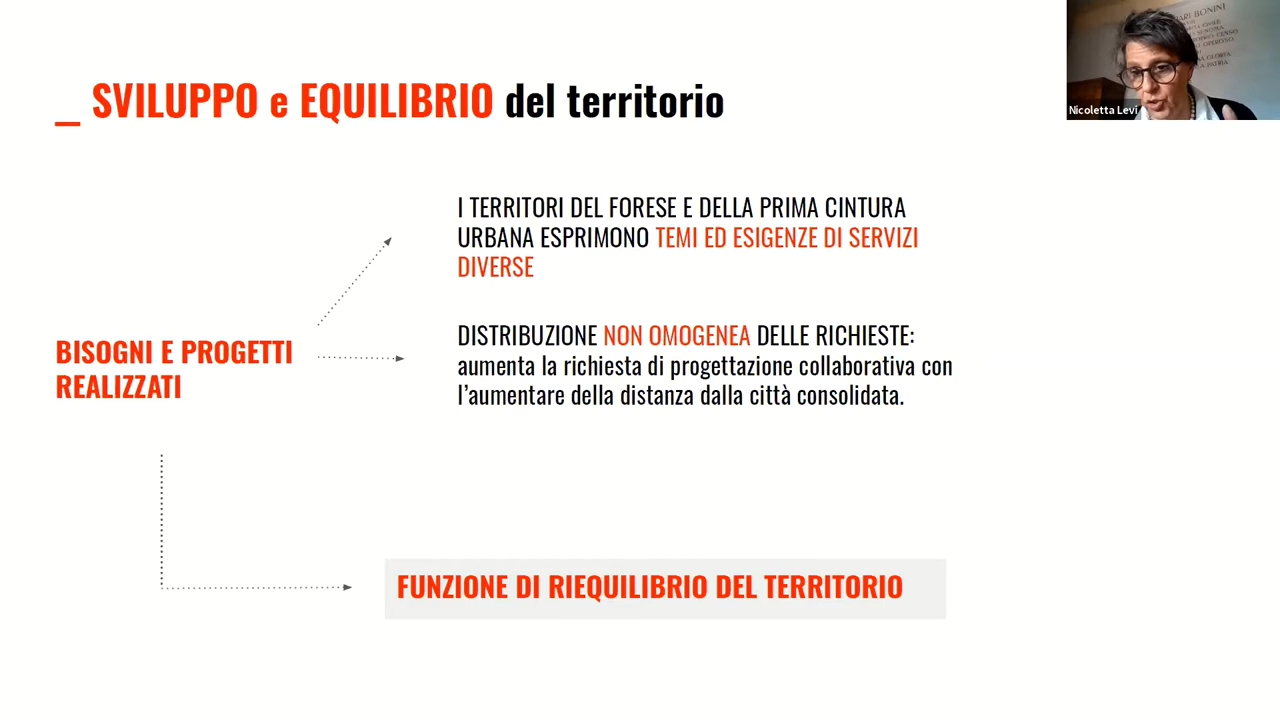 _ SVILUPPO e EQUILIBRIO del territorio
I TERRITORI DEL FORESE E DELLA PRIMA CINTURA
URBANA ESPRIMONO TEMI ED ESIGENZE DI SERVIZI
DIVERSE
DISTRIBUZIONE NON OMOGENEA DELLE RICHIESTE:
aumenta la richiesta di progettazione collaborativa con
l’aumentare della distanza dalla città consolidata.
BISOGNI E PROGETTI
REALIZZATI
FUNZIONE DI RIEQUILIBRIO DEL TERRITORIO
BONINI
Nicoletta Levi